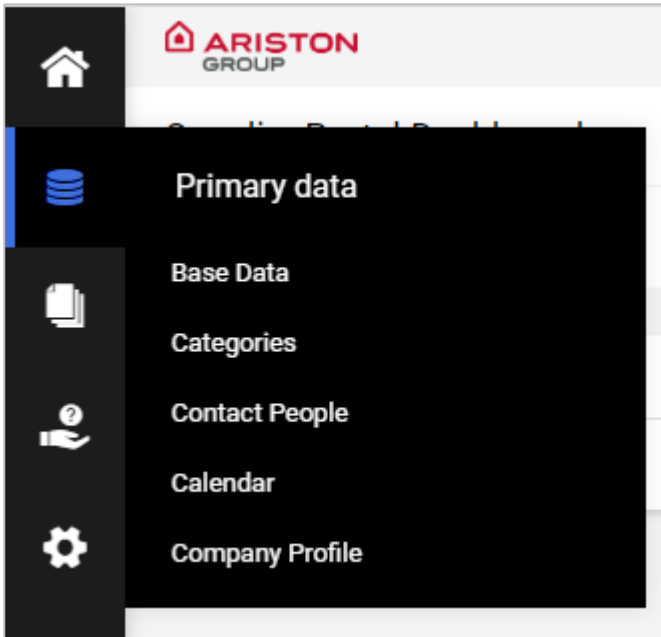 ARISTON
GROUP
Primary data
Base Data
Categories
Contact People
Calendar
Company Profile